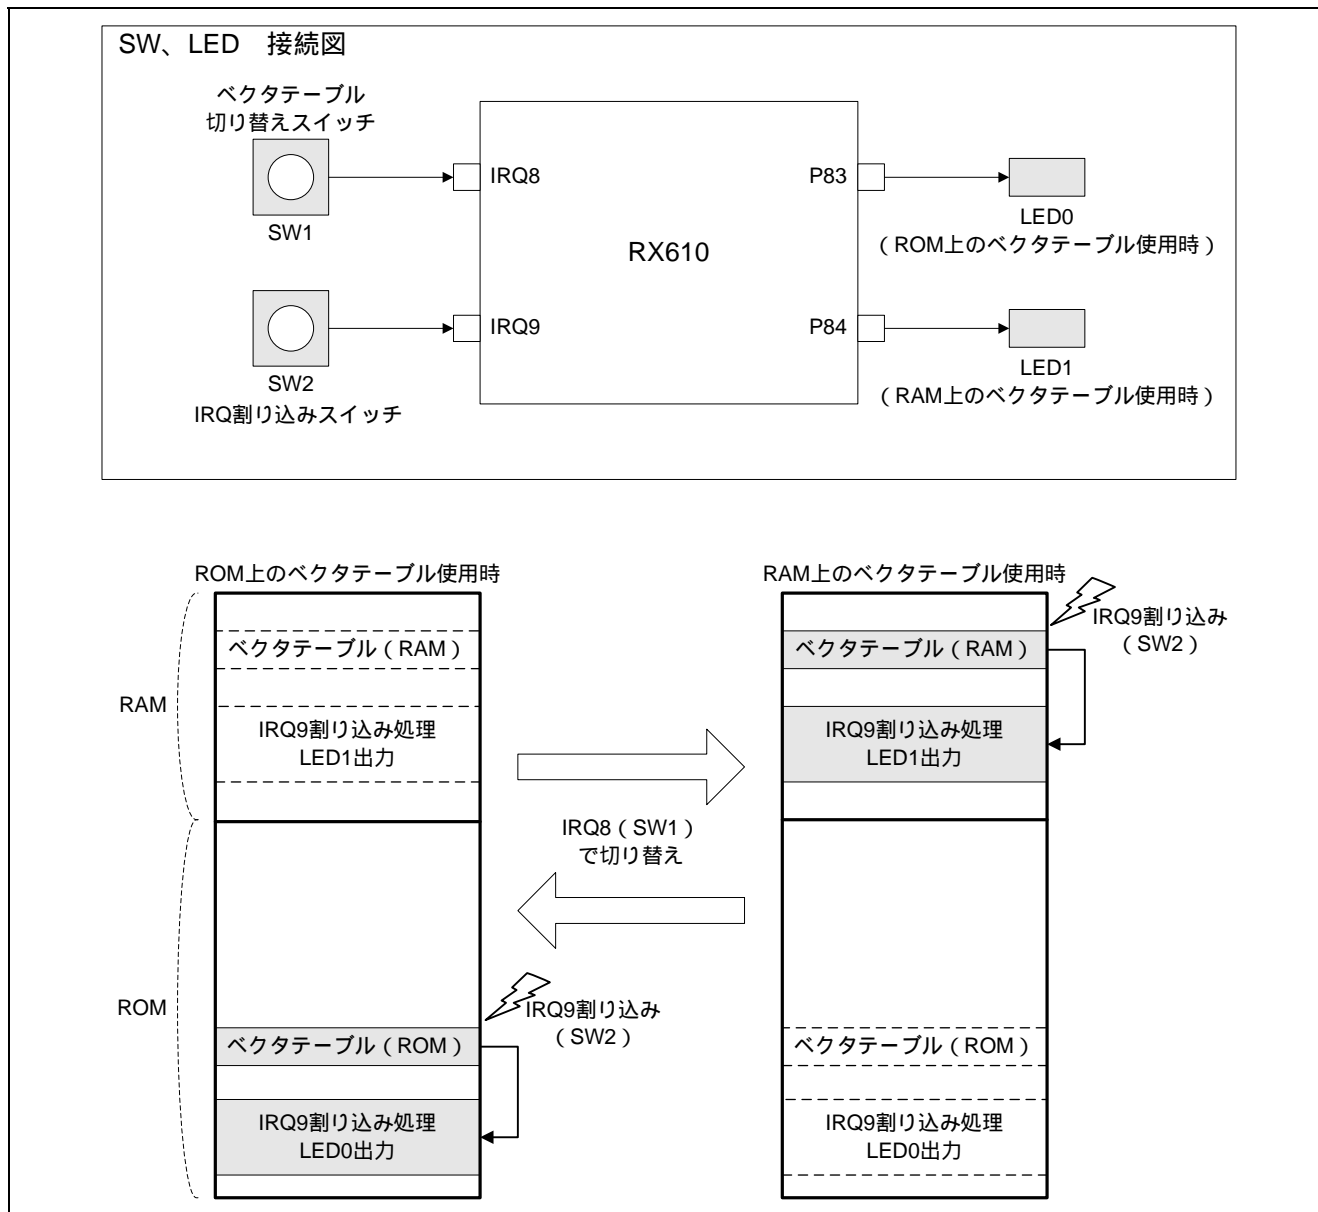 SW、LED　接続図
ベクタテーブル
切り替えスイッチ
SW1
IRQ8
P83
LED0
（ROM上のベクタテーブル使用時）
RX610
IRQ9
P84
SW2
IRQ割り込みスイッチ
LED1
（RAM上のベクタテーブル使用時）
ROM上のベクタテーブル使用時
ベクタテーブル（RAM）
RAM
IRQ9割り込み処理
LED1出力
ROM
IRQ9割り込み
（SW2）
ベクタテーブル（ROM）
IRQ9割り込み処理
LED0出力
IRQ8（SW1）
で切り替え
RAM上のベクタテーブル使用時
IRQ9割り込み
（SW2）
ベクタテーブル（RAM）
IRQ9割り込み処理
LED1出力
ベクタテーブル（ROM）
IRQ9割り込み処理
LED0出力